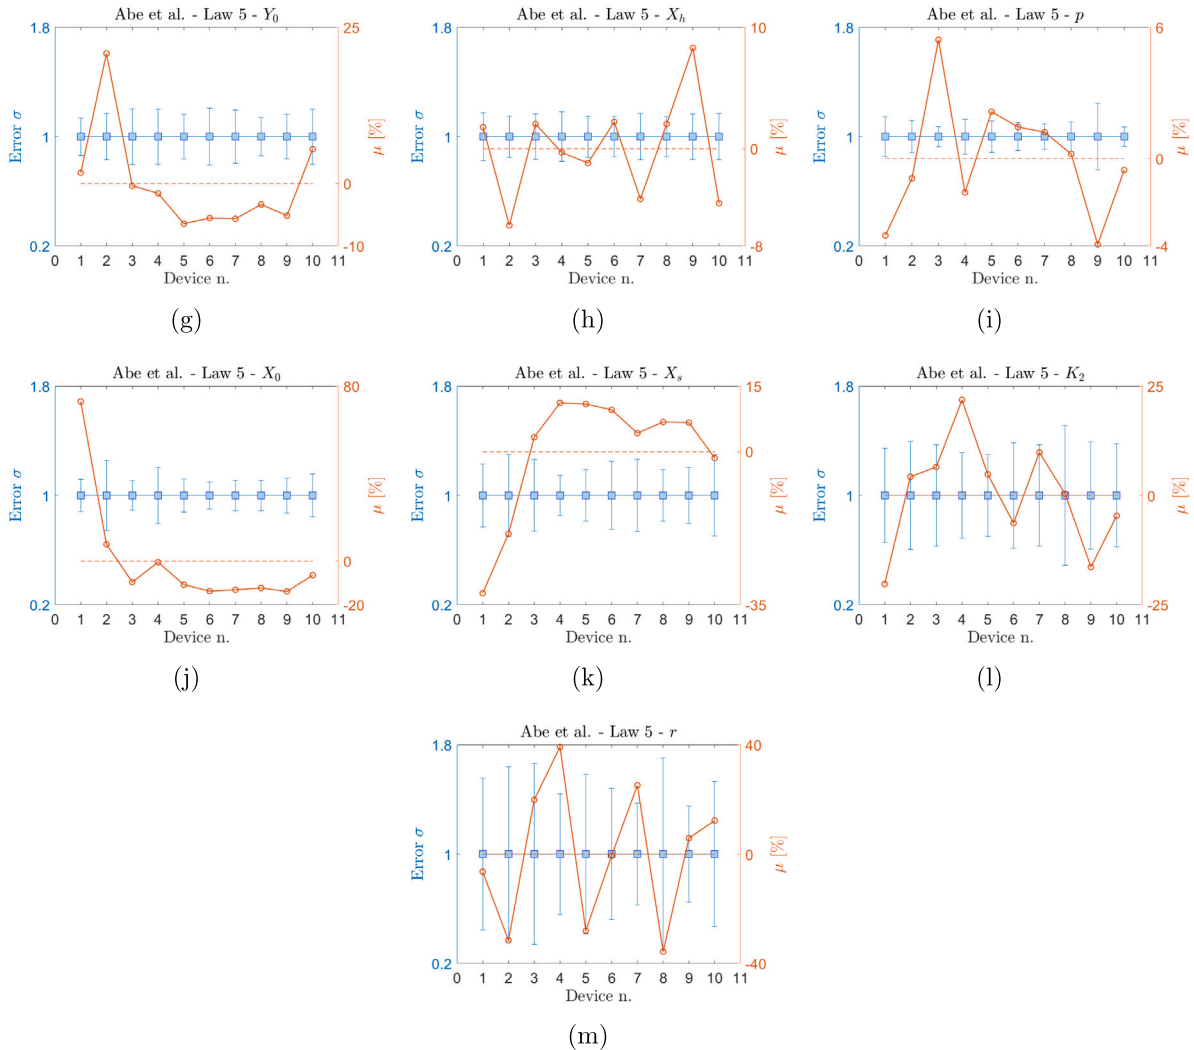 Abe et al. - Law 5 - Y₀
1.8
1
0.2
Error σ
25
0
-10
μ [%]
0 1 2 3 4 5 6 7 8 9 10 11
Device n.
(g)
Abe et al. - Law 5 - Xₕ
1.8
1
0.2
Error σ
10
0
-8
μ [%]
0 1 2 3 4 5 6 7 8 9 10 11
Device n.
(h)
Abe et al. - Law 5 - p
1.8
1
0.2
Error σ
6
0
-4
μ [%]
0 1 2 3 4 5 6 7 8 9 10 11
Device n.
(i)
Abe et al. - Law 5 - X₀
1.8
1
0.2
Error σ
80
0
-20
μ [%]
0 1 2 3 4 5 6 7 8 9 10 11
Device n.
(j)
Abe et al. - Law 5 - Xₛ
1.8
1
0.2
Error σ
15
0
-35
μ [%]
0 1 2 3 4 5 6 7 8 9 10 11
Device n.
(k)
Abe et al. - Law 5 - K₂
1.8
1
0.2
Error σ
25
0
-25
μ [%]
0 1 2 3 4 5 6 7 8 9 10 11
Device n.
(l)
Abe et al. - Law 5 - r
1.8
1
0.2
Error σ
40
0
-40
μ [%]
0 1 2 3 4 5 6 7 8 9 10 11
Device n.
(m)